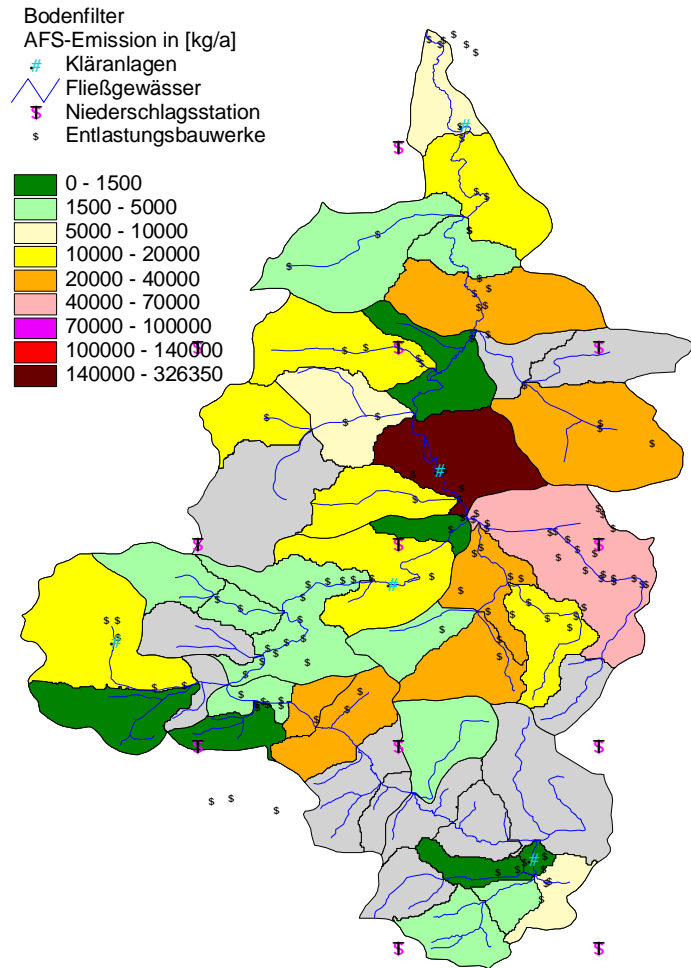 Bodenfilter
AFS-Emission in [kg/a]
Kläranlagen
Fließgewässer
Niederschlagsstation
Entlastungsbauwerke
0 - 1500
1500 - 5000
5000 - 10000
10000 - 20000
20000 - 40000
40000 - 70000
70000 - 100000
100000 - 140000
140000 - 326350